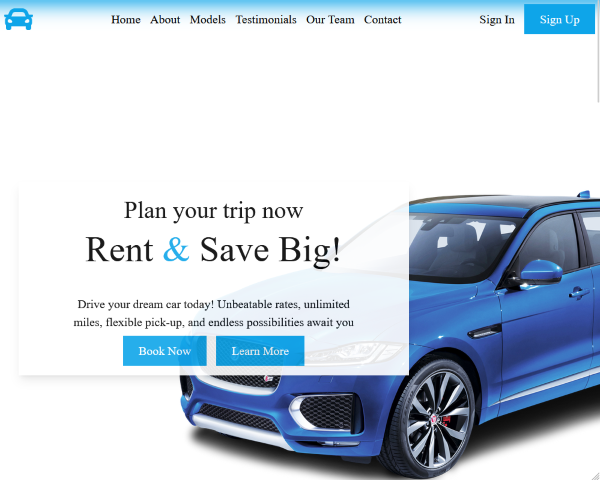 Home About Models Testimonials Our Team Contact Sign In Sign Up
Plan your trip now
Rent & Save Big!
Drive your dream car today! Unbeatable rates, unlimited
miles, flexible pick-up, and endless possibilities await you
Book Now Learn More